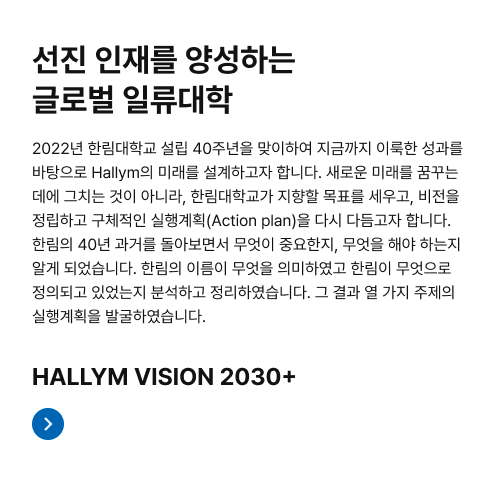 선진 인재를 양성하는
글로벌 일류대학
2022년 한림대학교 설립 40주년을 맞이하여 지금까지 이룩한 성과를
바탕으로 Hallym의 미래를 설계하고자 합니다. 새로운 미래를 꿈꾸는
데에 그치는 것이 아니라, 한림대학교가 지향할 목표를 세우고, 비전을
정립하고 구체적인 실행계획(Action plan)을 다시 다듬고자 합니다.
한림의 40년 과거를 돌아보면서 무엇이 중요한지, 무엇을 해야 하는지
알게 되었습니다. 한림의 이름이 무엇을 의미하였고 한림이 무엇으로
정의되고 있었는지 분석하고 정리하였습니다. 그 결과 열 가지 주제의
실행계획을 발굴하였습니다.
HALLYM VISION 2030+